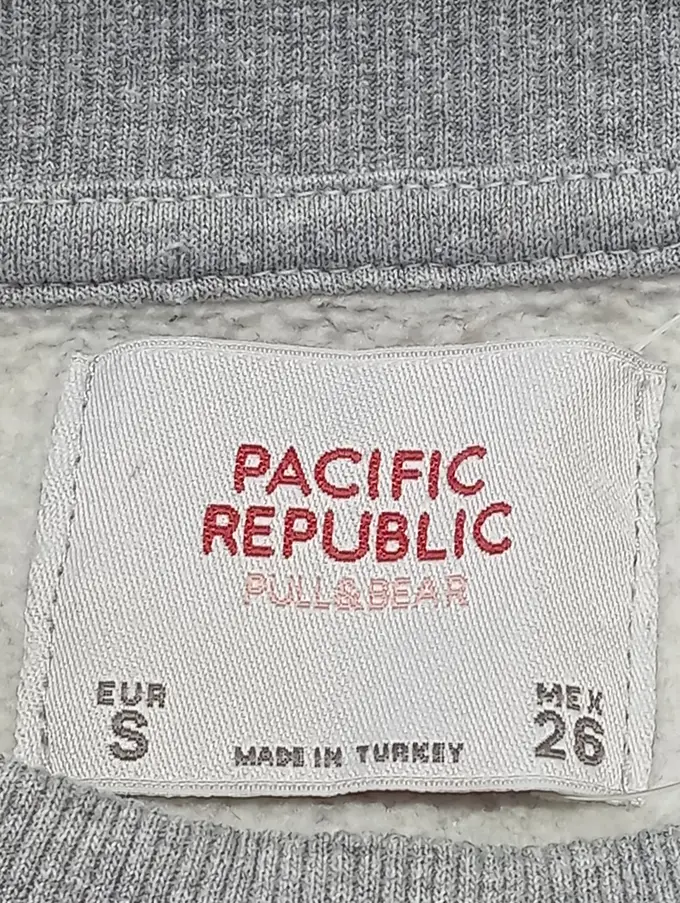 PACIFIC
REPUBLIC
PULL&BEAR
EUR
S
MADE IN TURKEY
MEX
26